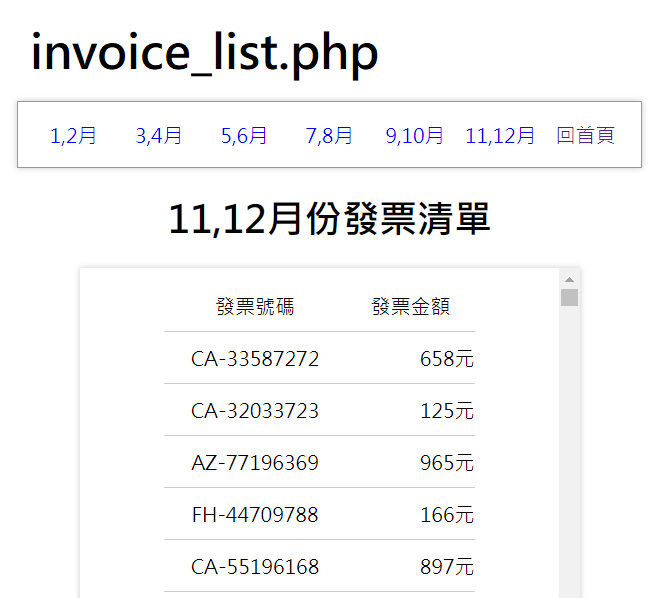 invoice_list.php
1,2月 3,4月 5,6月 7,8月 9,10月 11,12月 回首頁
11,12月份發票清單
發票號碼 發票金額
CA-33587272 658元
CA-32033723 125元
AZ-77196369 965元
FH-44709788 166元
CA-55196168 897元